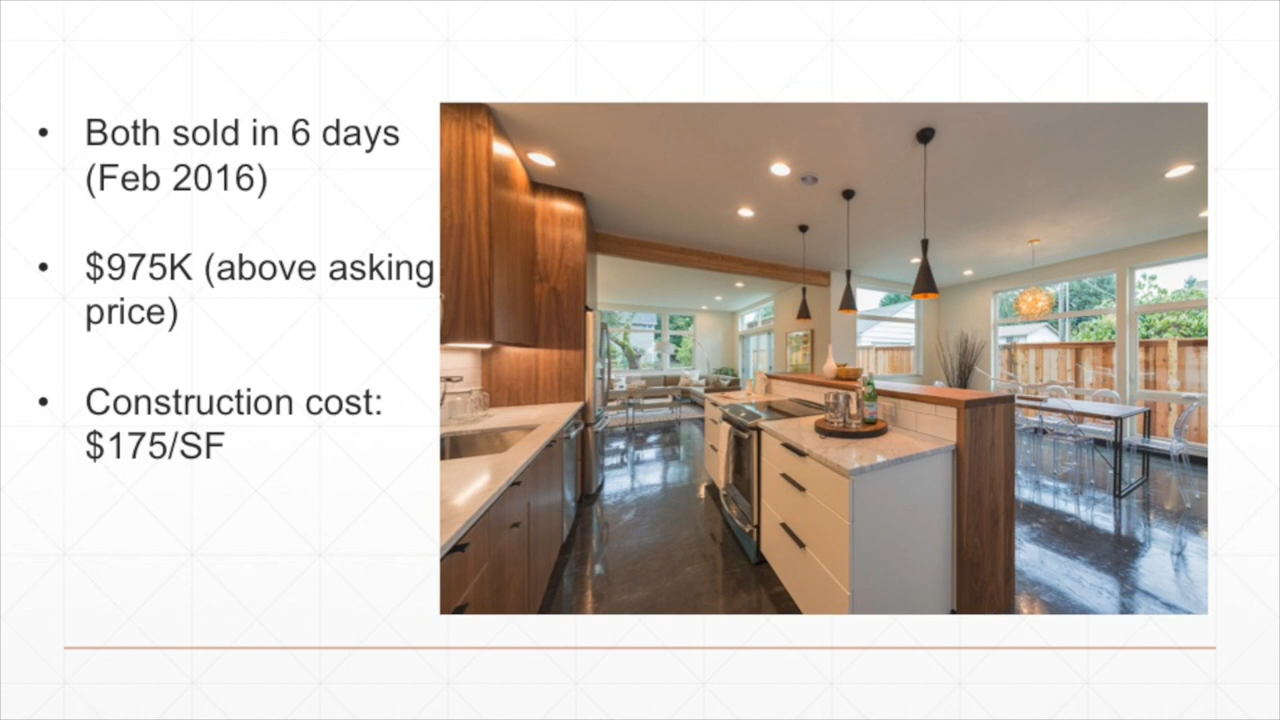 • Both sold in 6 days
(Feb 2016)
• $975K (above asking
price)
• Construction cost:
$175/SF